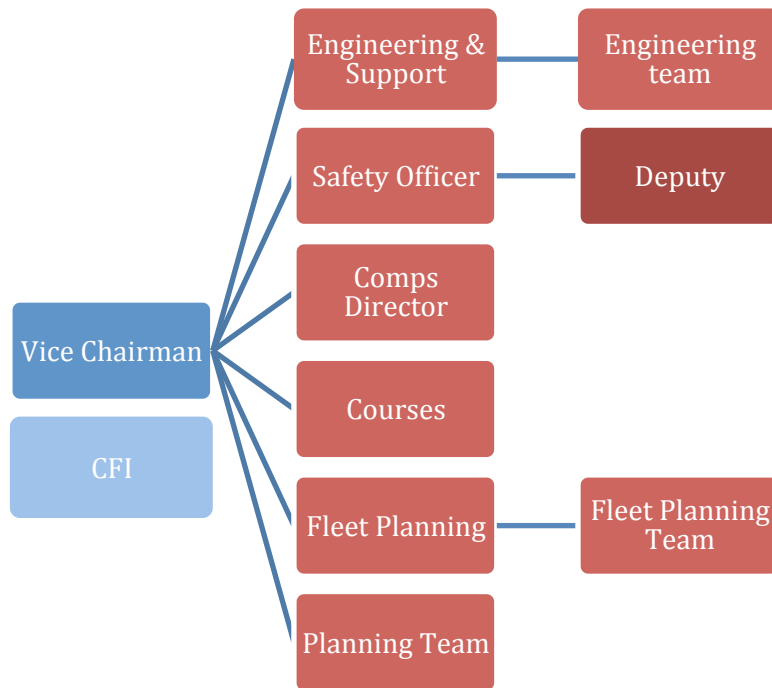 Engineering &
Support
Engineering
team
Safety Officer
Deputy
Comps
Director
Vice Chairman
Courses
CFI
Fleet Planning
Fleet Planning
Team
Planning Team